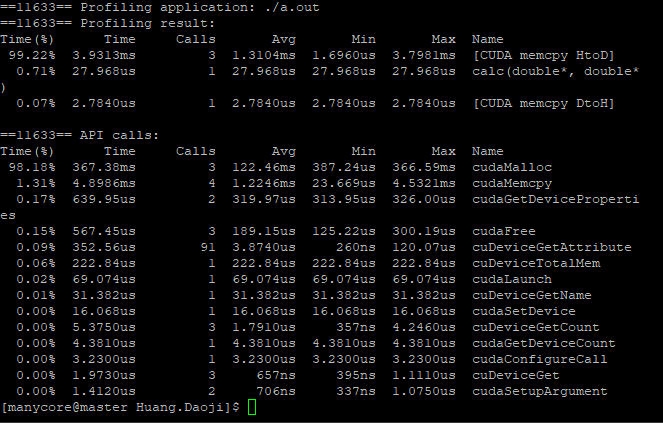 ==11633== Profiling application: ./a.out
==11633== Profiling result:
Time(%)      Time     Calls       Avg       Min       Max  Name
 99.22%  3.9313ms         3  1.3104ms  1.6960us  3.7981ms  [CUDA memcpy HtoD]
  0.71%  27.968us         1  27.968us  27.968us  27.968us  calc(double*, double*
)
  0.07%  2.7840us         1  2.7840us  2.7840us  2.7840us  [CUDA memcpy DtoH]

==11633== API calls:
Time(%)      Time     Calls       Avg       Min       Max  Name
 98.18%  367.38ms         3  122.46ms  387.24us  366.59ms  cudaMalloc
  1.31%  4.8986ms         4  1.2246ms  23.669us  4.5321ms  cudaMemcpy
  0.17%  639.95us         2  319.97us  313.95us  326.00us  cudaGetDeviceProperti
es
  0.15%  567.45us         3  189.15us  125.22us  300.19us  cudaFree
  0.09%  352.56us        91  3.8740us     260ns  120.07us  cuDeviceGetAttribute
  0.06%  222.84us         1  222.84us  222.84us  222.84us  cuDeviceTotalMem
  0.02%  69.074us         1  69.074us  69.074us  69.074us  cudaLaunch
  0.01%  31.382us         1  31.382us  31.382us  31.382us  cuDeviceGetName
  0.00%  16.068us         1  16.068us  16.068us  16.068us  cudaSetDevice
  0.00%  5.3750us         3  1.7910us     357ns  4.2460us  cuDeviceGetCount
  0.00%  4.3810us         1  4.3810us  4.3810us  4.3810us  cudaGetDeviceCount
  0.00%  3.2300us         1  3.2300us  3.2300us  3.2300us  cudaConfigureCall
  0.00%  1.9730us         3     657ns     395ns  1.1110us  cuDeviceGet
  0.00%  1.4120us         2     706ns     337ns  1.0750us  cudaSetupArgument
[manycore@master Huang.Daoji]$